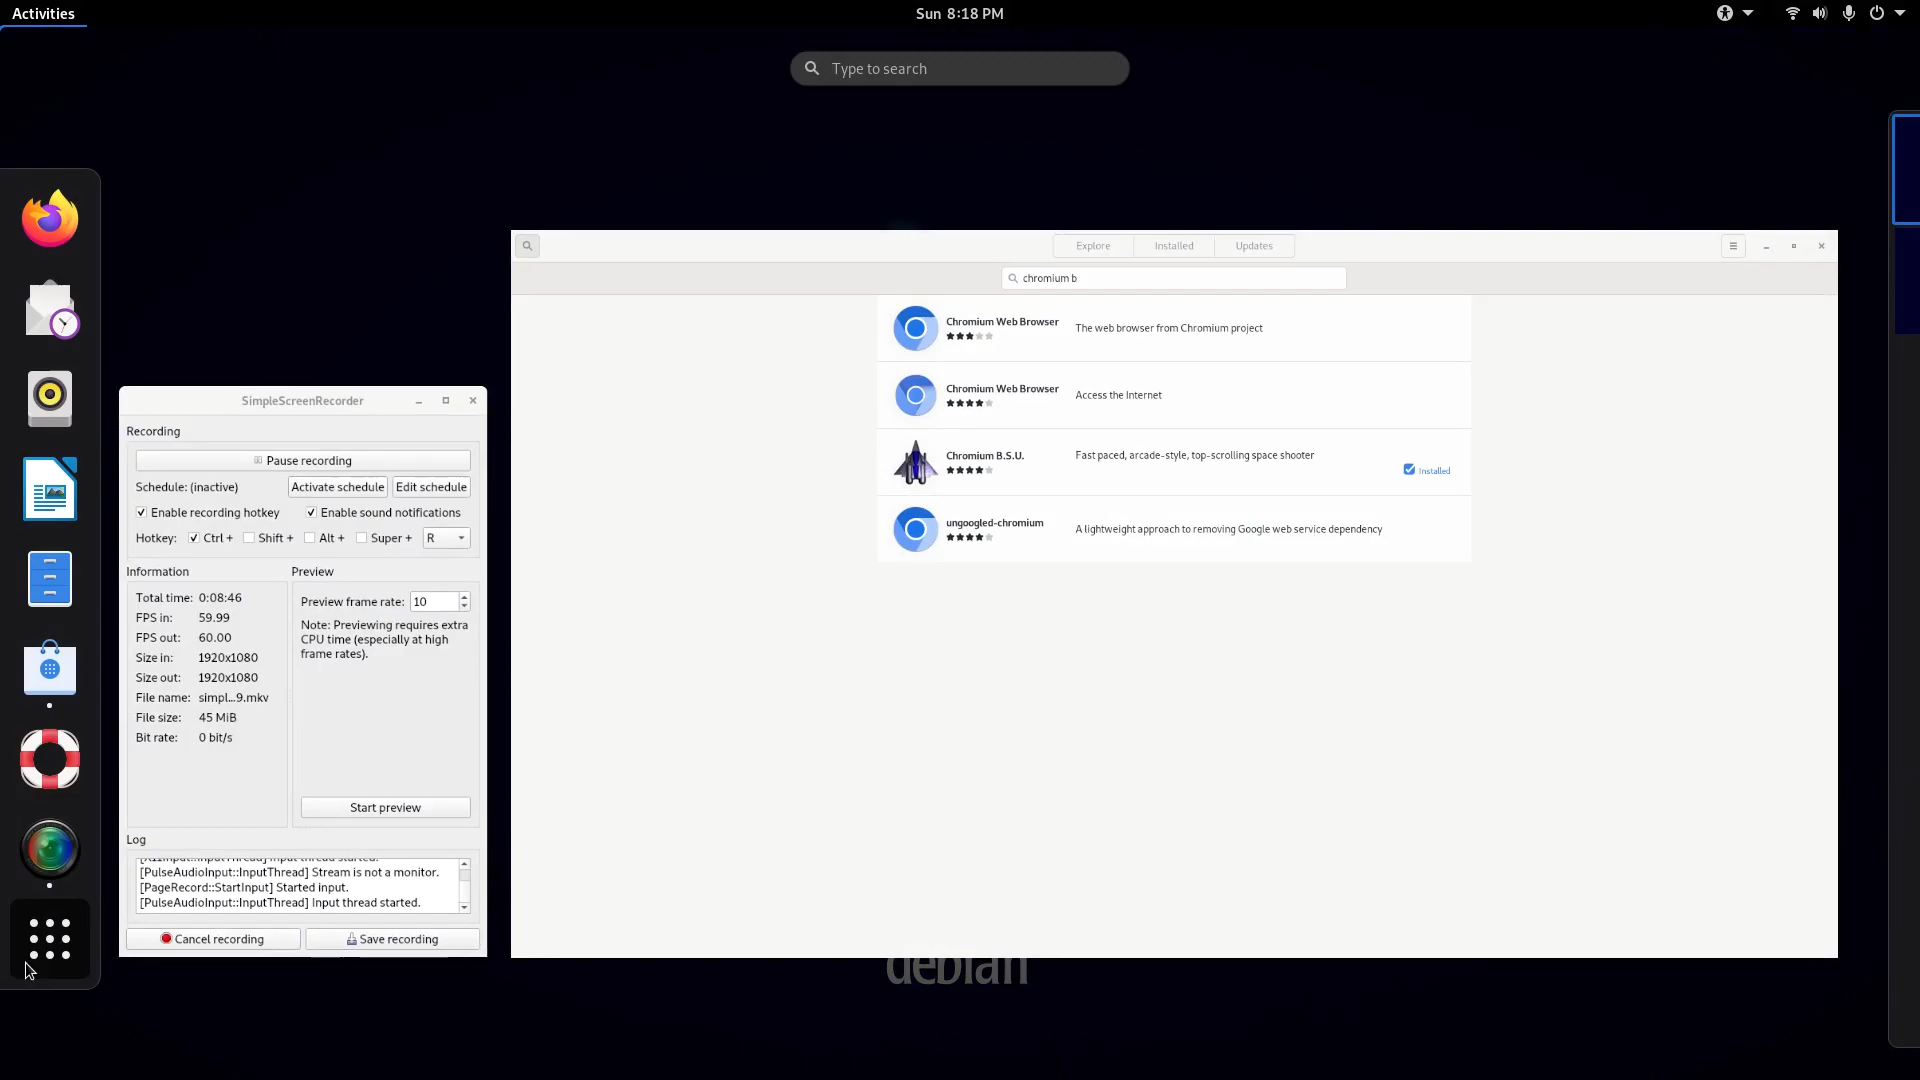 Activities
Sun 8:18 PM
Type to search
Explore
Installed
Updates
chromium b
Chromium Web Browser
The web browser from Chromium project
Chromium Web Browser
Access the Internet
Chromium B.S.U.
Fast paced, arcade-style, top-scrolling space shooter
Installed
ungoogled-chromium
A lightweight approach to removing Google web service dependency
SimpleScreenRecorder
Recording
Pause recording
Schedule: (inactive)
Activate schedule
Edit schedule
Enable recording hotkey
Enable sound notifications
Hotkey: Ctrl + Shift + Alt + Super + R
Information
Total time: 0:08:46
FPS in: 59.99
FPS out: 60.00
Size in: 1920x1080
Size out: 1920x1080
File name: simpl...9.mkv
File size: 45 MiB
Bit rate: 0 bit/s
Preview
Preview frame rate: 10
Note: Previewing requires extra
CPU time (especially at high
frame rates).
Start preview
Log
[X11Input::InputThread] Input thread started.
[PulseAudioInput::InputThread] Stream is not a monitor.
[PageRecord::StartInput] Started input.
[PulseAudioInput::InputThread] Input thread started.
Cancel recording
Save recording
debian